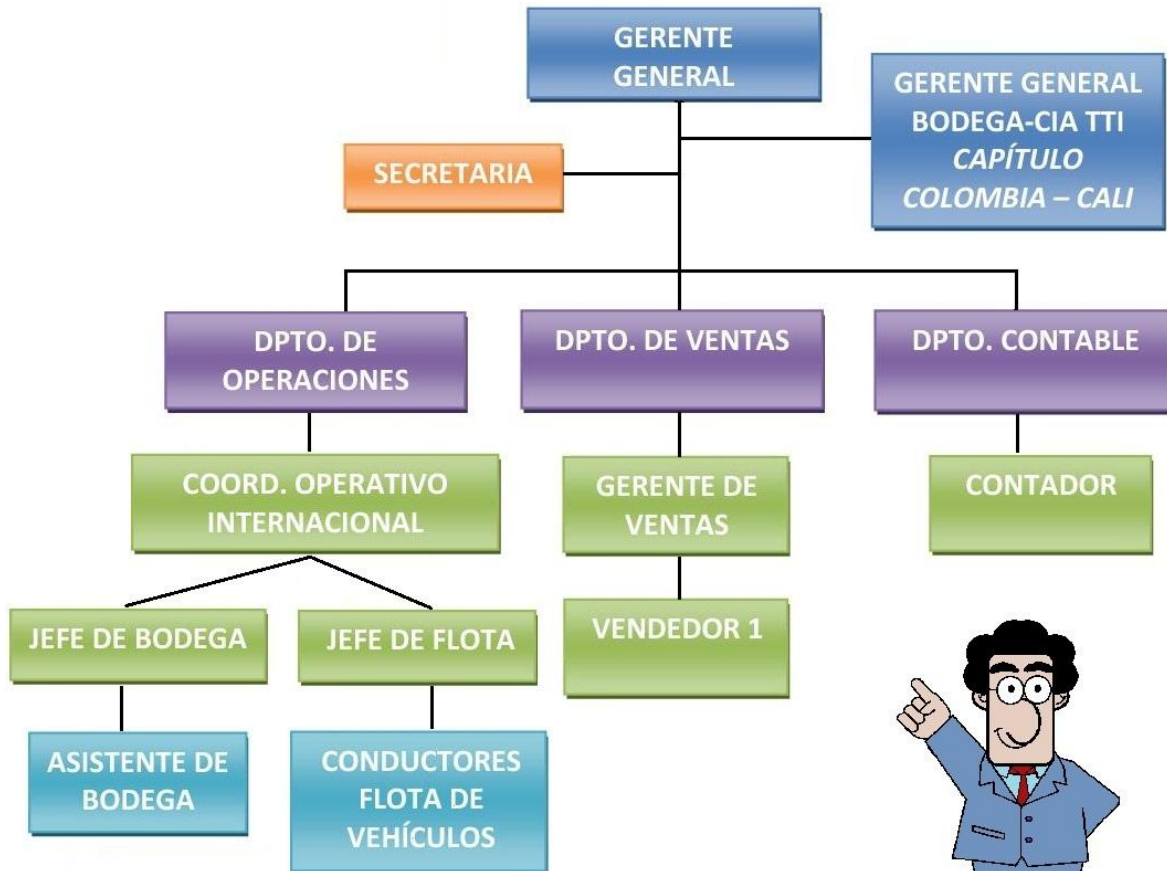 GERENTE
GENERAL
GERENTE GENERAL
BODEGA-CIA TTI
CAPÍTULO
COLOMBIA – CALI
SECRETARIA
DPTO. DE
OPERACIONES
DPTO. DE VENTAS
DPTO. CONTABLE
COORD. OPERATIVO
INTERNACIONAL
GERENTE DE
VENTAS
CONTADOR
JEFE DE BODEGA
JEFE DE FLOTA
VENDEDOR 1
ASISTENTE DE
BODEGA
CONDUCTORES
FLOTA DE
VEHÍCULOS